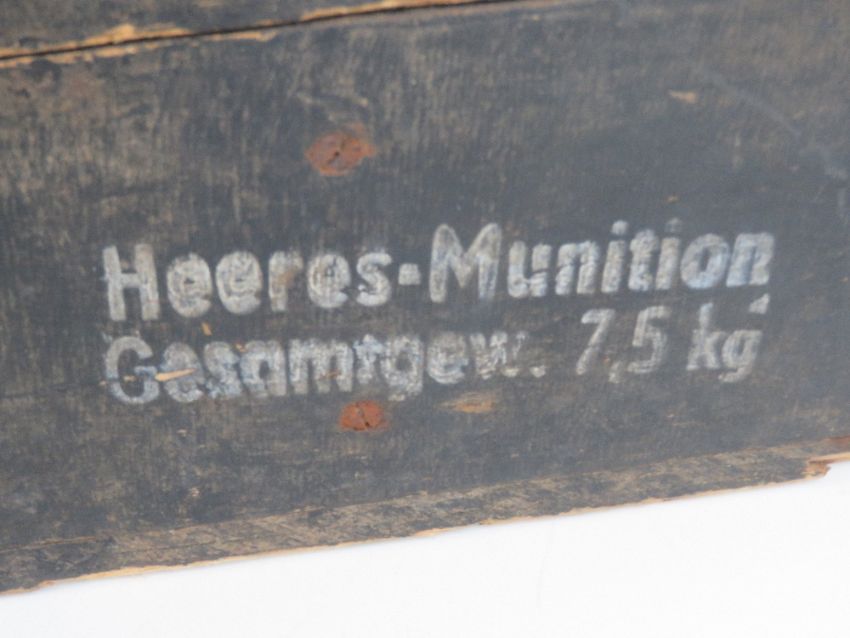 Heeres-Munition
Gesamtgew. 7,5 kg